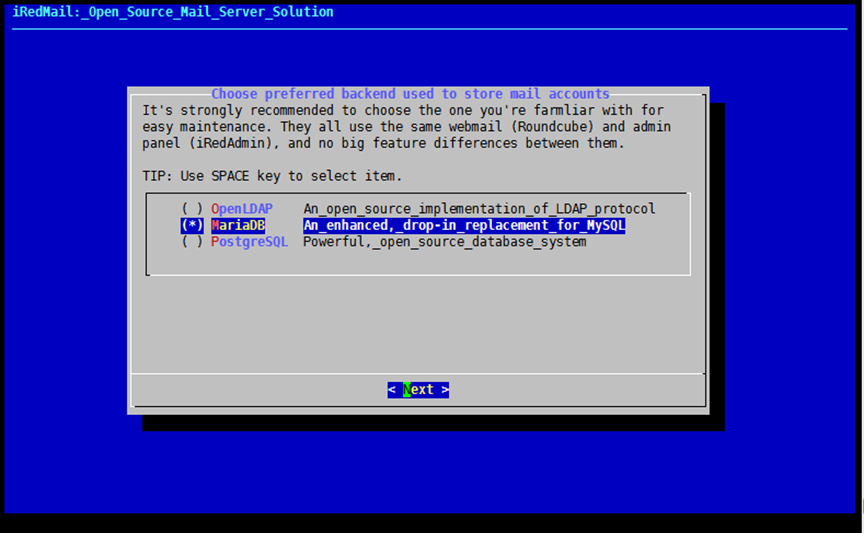 iRedMail:_Open_Source_Mail_Server_Solution
Choose preferred backend used to store mail accounts
It's strongly recommended to choose the one you're farmliar with for
easy maintenance. They all use the same webmail (Roundcube) and admin
panel (iRedAdmin), and no big feature differences between them.
TIP: Use SPACE key to select item.
( ) OpenLDAP An_open_source_implementation_of_LDAP_protocol
(*) MariaDB An_enhanced,_drop-in_replacement_for_MySQL
( ) PostgreSQL Powerful,_open_source_database_system
< Next >